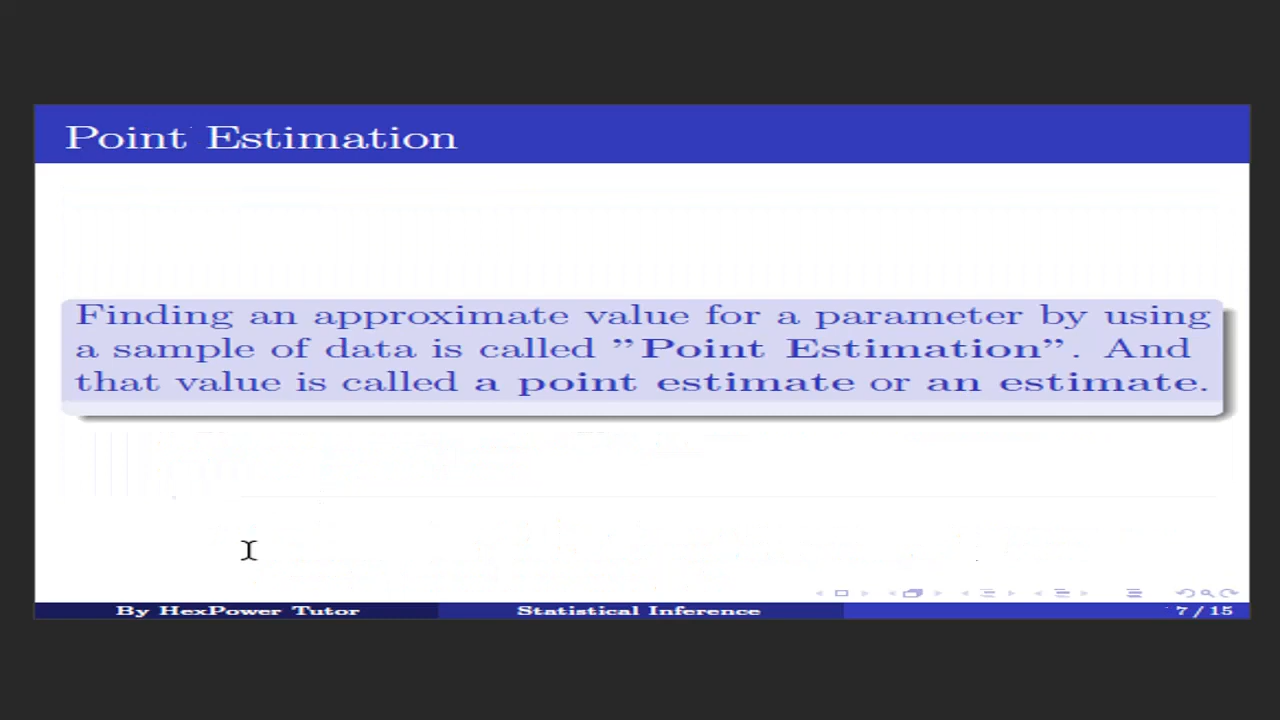 Point Estimation
Finding an approximate value for a parameter by using
a sample of data is called ”Point Estimation”. And
that value is called a point estimate or an estimate.
By HexPower Tutor
Statistical Inference
7 / 15